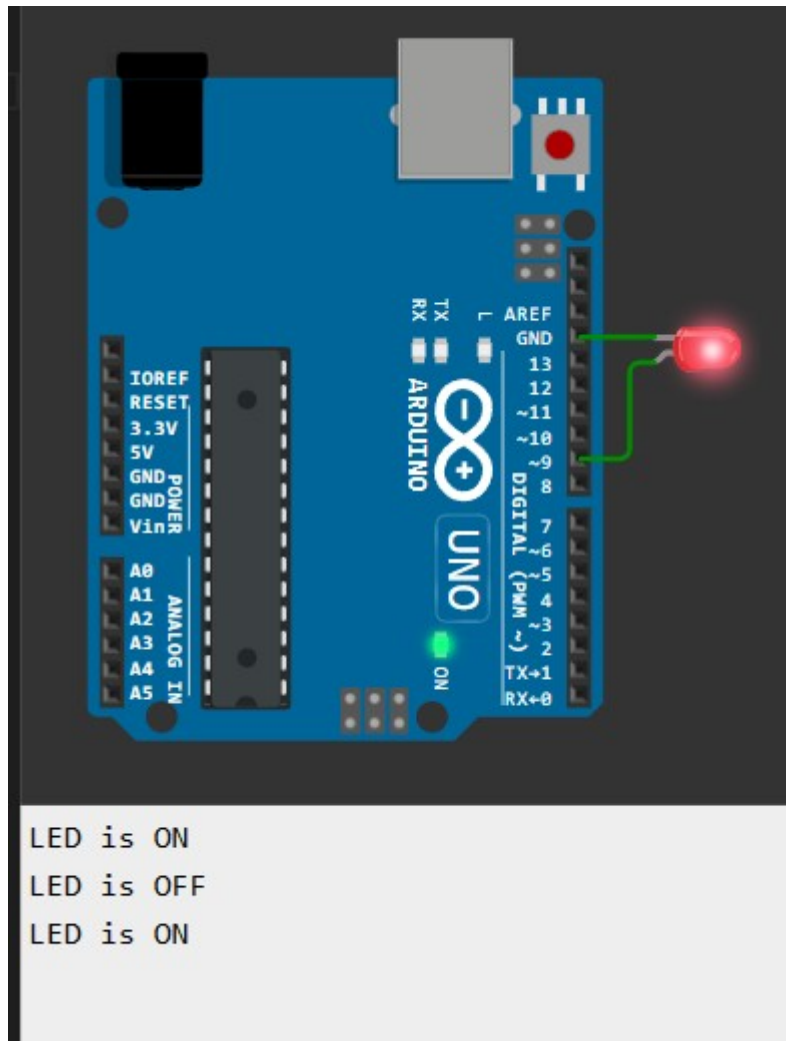 RX TX L
AREF
GND
13
12
~11
~10
~9
8
7
~6
~5
4
~3
2
TX→1
RX←0
DIGITAL (PWM ~)
ARDUINO
UNO
ON
IOREF
RESET
3.3V
5V
GND
GND
Vin
POWER
A0
A1
A2
A3
A4
A5
ANALOG IN
LED is ON
LED is OFF
LED is ON